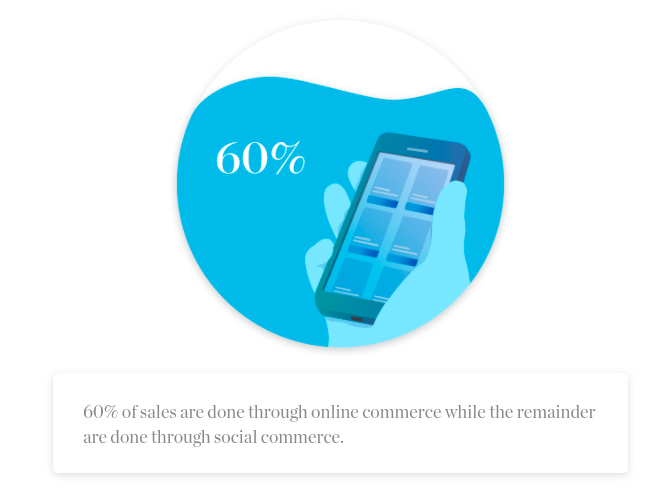 60%
60% of sales are done through online commerce while the remainder
are done through social commerce.